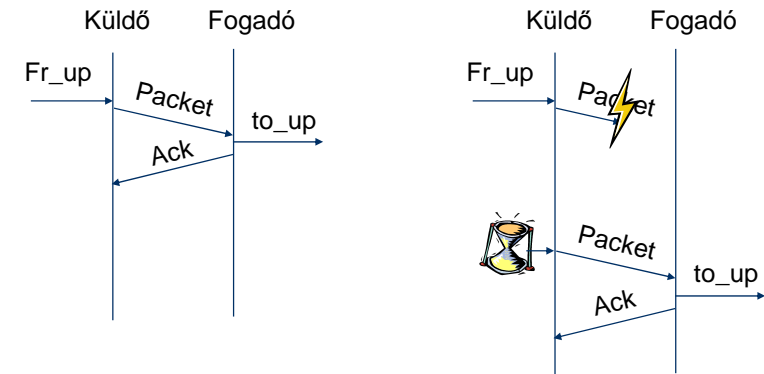 Küldő Fogadó
Fr_up
Packet
to_up
Ack
Küldő Fogadó
Fr_up
Packet
Packet
to_up
Ack